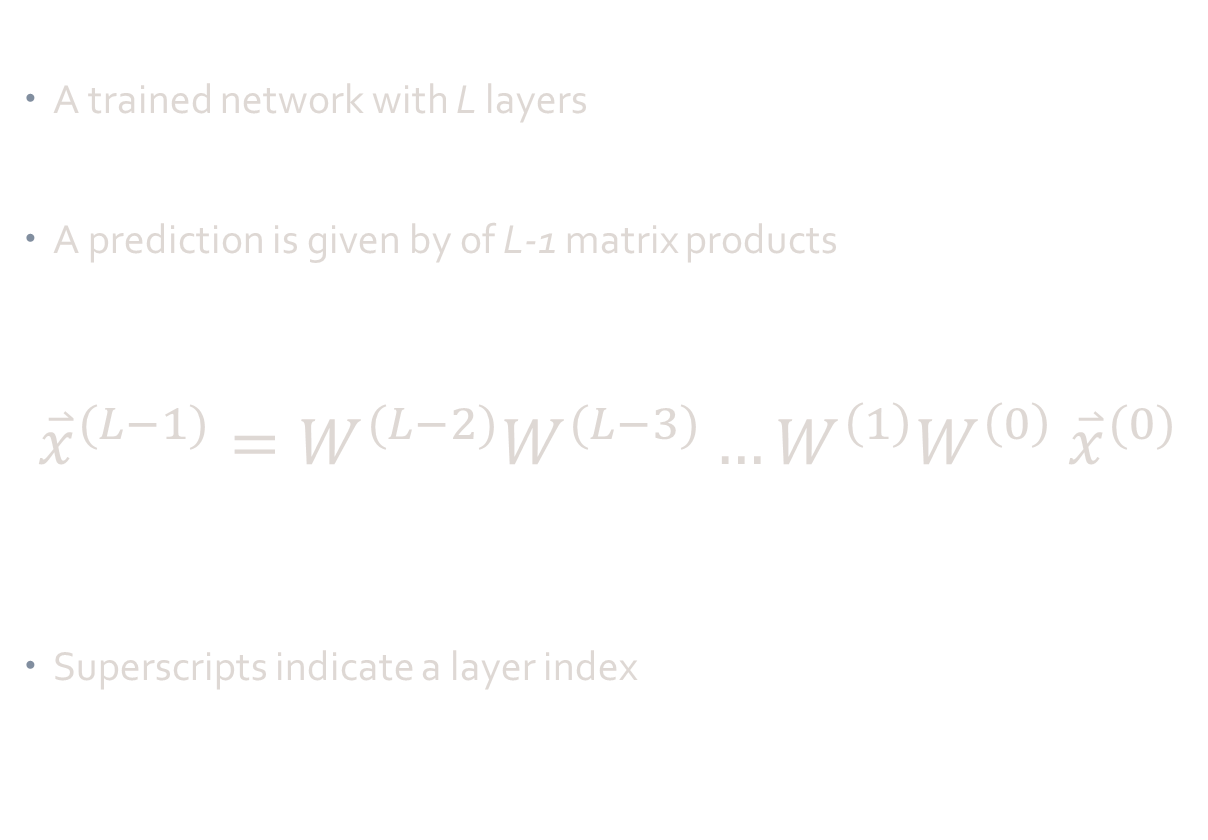 • A trained network with L layers
• A prediction is given by of L-1 matrix products
x⃗^(L−1) = W^(L−2)W^(L−3) … W^(1)W^(0) x⃗^(0)
• Superscripts indicate a layer index